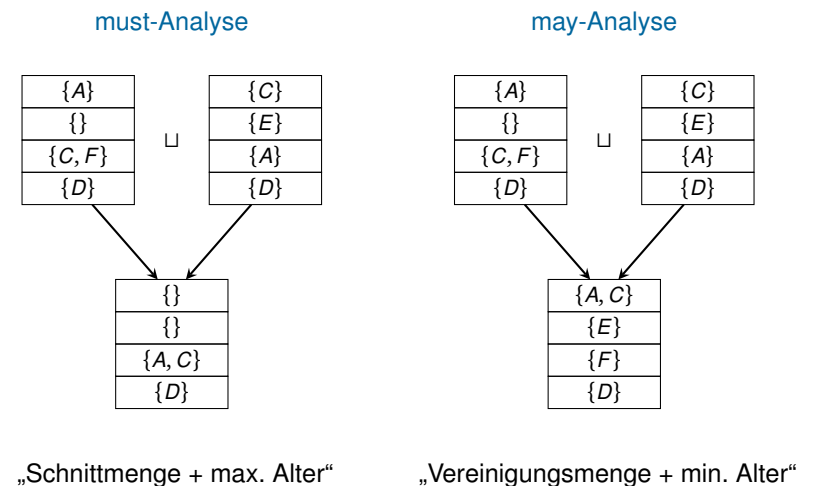 must-Analyse
{A}
{}
{C, F}
{D}
⊔
{C}
{E}
{A}
{D}
{}
{}
{A, C}
{D}
„Schnittmenge + max. Alter“
may-Analyse
{A}
{}
{C, F}
{D}
⊔
{C}
{E}
{A}
{D}
{A, C}
{E}
{F}
{D}
„Vereinigungsmenge + min. Alter“